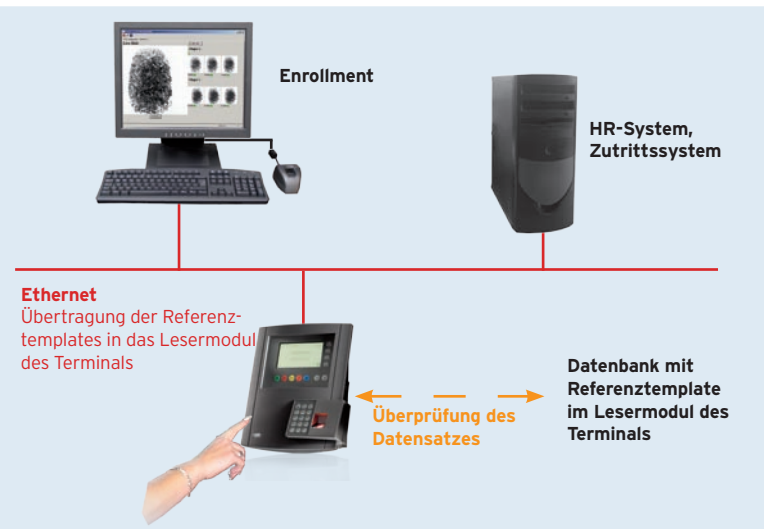 Enrollment
HR-System,
Zutrittssystem
Ethernet
Übertragung der Referenz-
templates in das Lesermodul
des Terminals
Überprüfung des
Datensatzes
Datenbank mit
Referenztemplate
im Lesermodul des
Terminals